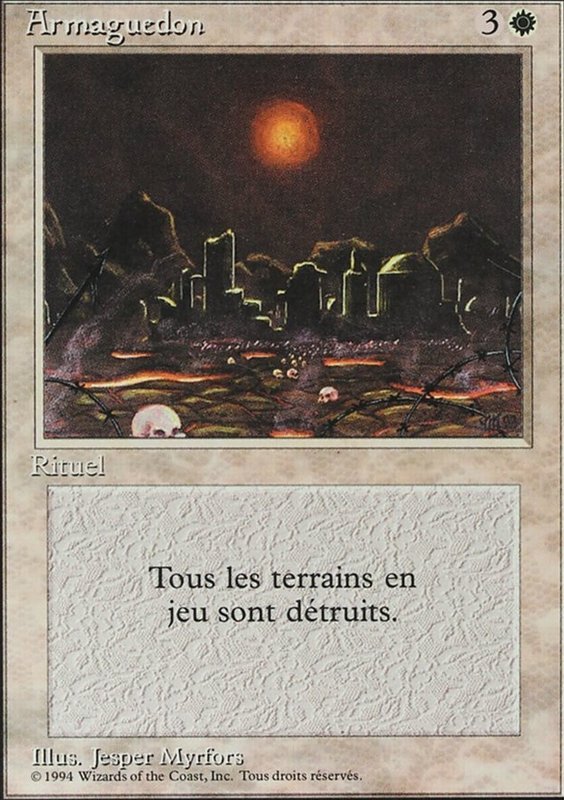 Armaguedon 3
Rituel
Tous les terrains en
jeu sont détruits.
Illus. Jesper Myrfors
© 1994 Wizards of the Coast, Inc. Tous droits réservés.